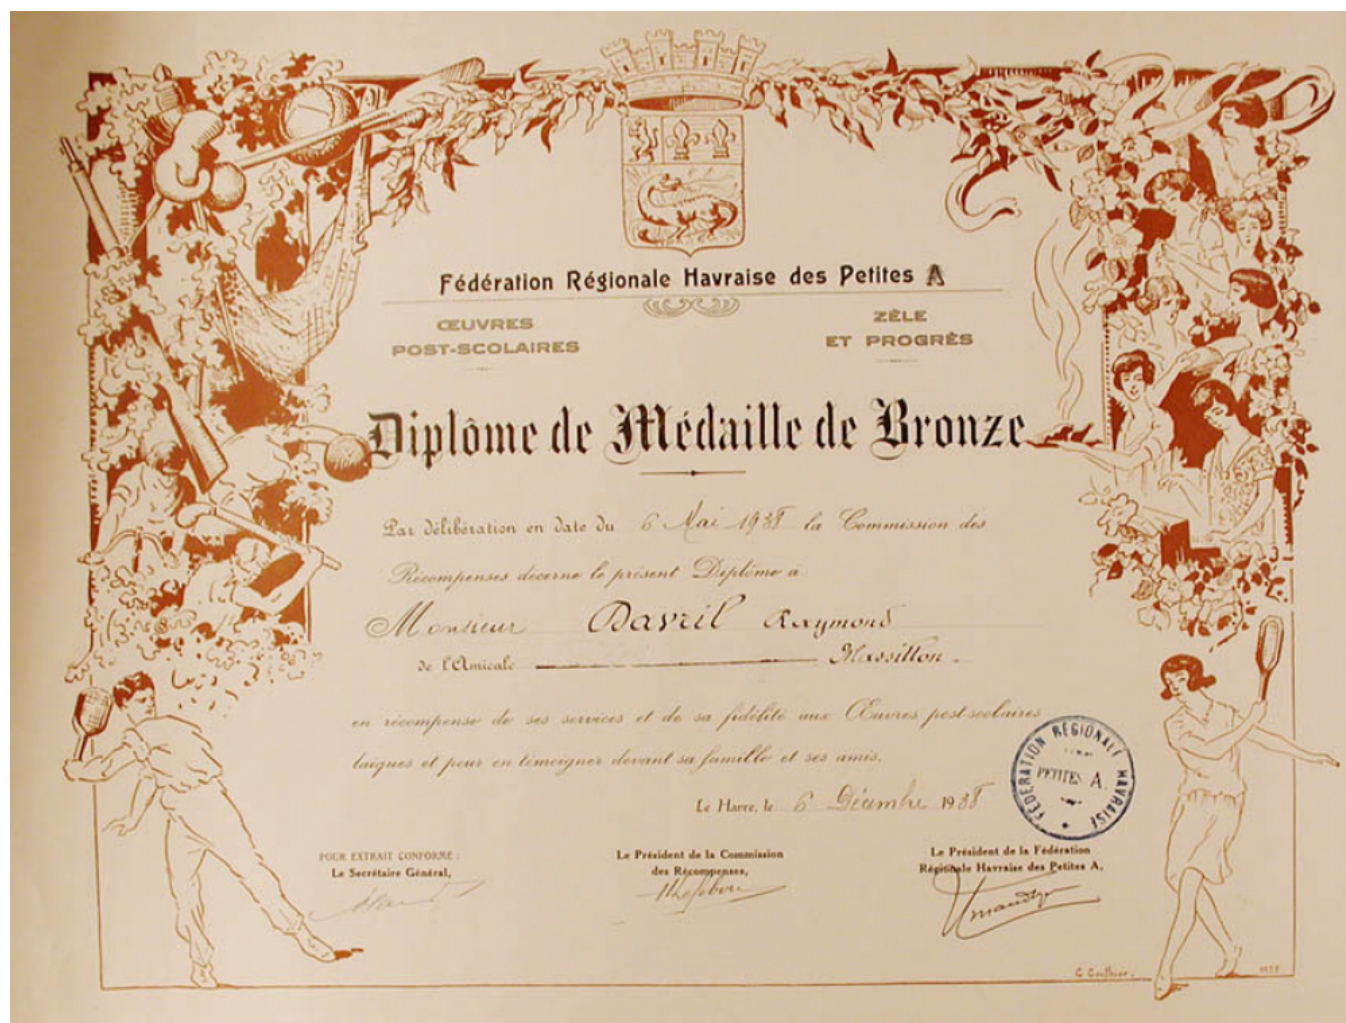 Fédération Régionale Havraise des Petites A
ŒUVRES
POST-SCOLAIRES
ZÈLE
ET PROGRÈS
Diplôme de Médaille de Bronze
Par délibération en date du 6 Mai 1938 la Commission des
Récompenses décerne le présent Diplôme à
Monsieur Davril Raymond
de l'Amicale Massillon.
en récompense de ses services et de sa fidélité aux Œuvres post-scolaires
laïques et pour en témoigner devant sa famille et ses amis.
Le Havre, le 6 Décembre 1938
FÉDÉRATION RÉGIONALE HAVRAISE
PETITES A.
POUR EXTRAIT CONFORME :
Le Secrétaire Général,
Le Président de la Commission
des Récompenses,
Le Président de la Fédération
Régionale Havraise des Petites A,